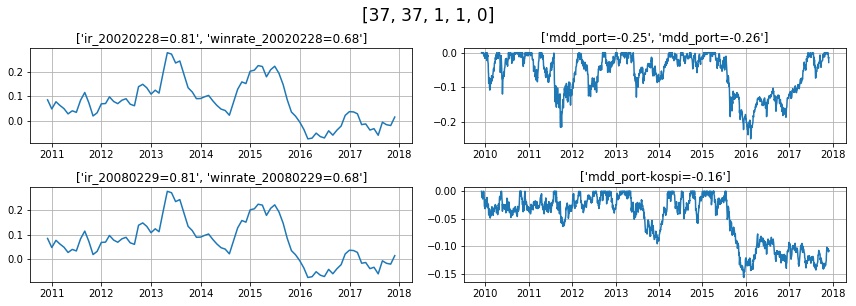 [37, 37, 1, 1, 0]
['ir_20020228=0.81', 'winrate_20020228=0.68']
0.2
0.1
0.0
2011 2012 2013 2014 2015 2016 2017 2018
['mdd_port=-0.25', 'mdd_port=-0.26']
0.0
−0.1
−0.2
2010 2011 2012 2013 2014 2015 2016 2017 2018
['ir_20080229=0.81', 'winrate_20080229=0.68']
0.2
0.1
0.0
2011 2012 2013 2014 2015 2016 2017 2018
['mdd_port-kospi=-0.16']
0.00
−0.05
−0.10
−0.15
2010 2011 2012 2013 2014 2015 2016 2017 2018